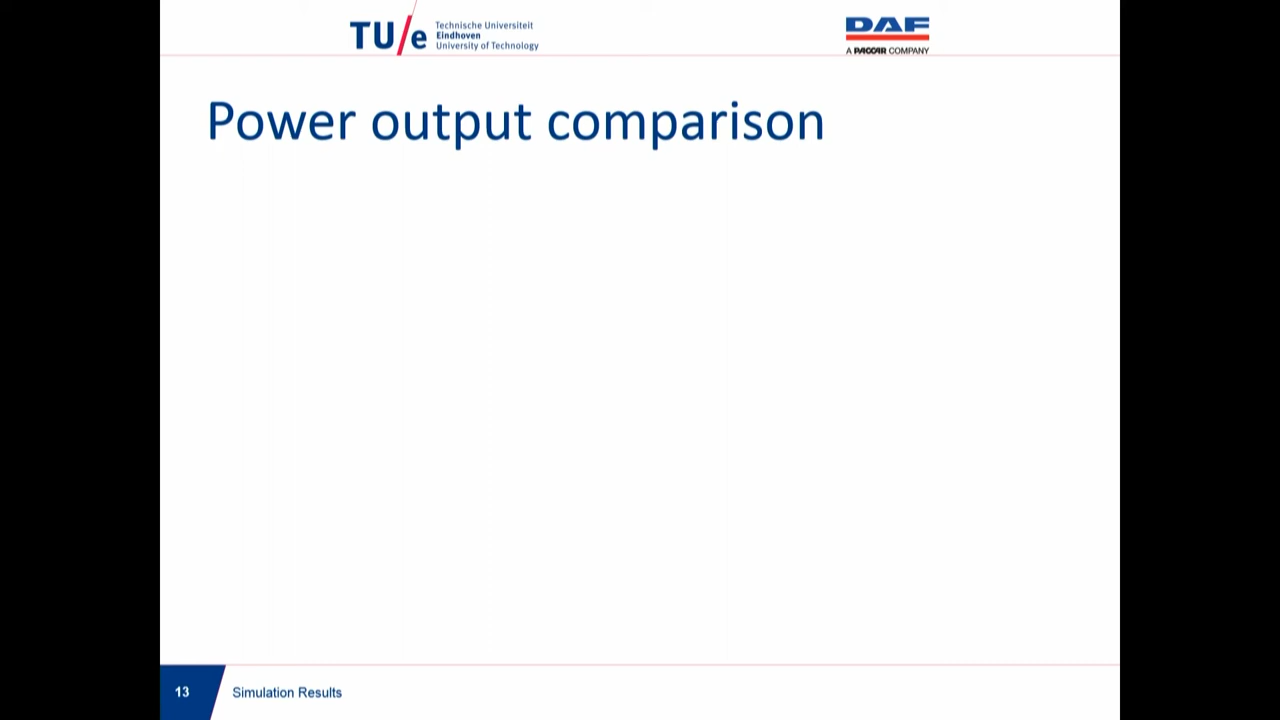 TU/e
Technische Universiteit
Eindhoven
University of Technology
DAF
A PACCAR COMPANY
Power output comparison
13
Simulation Results